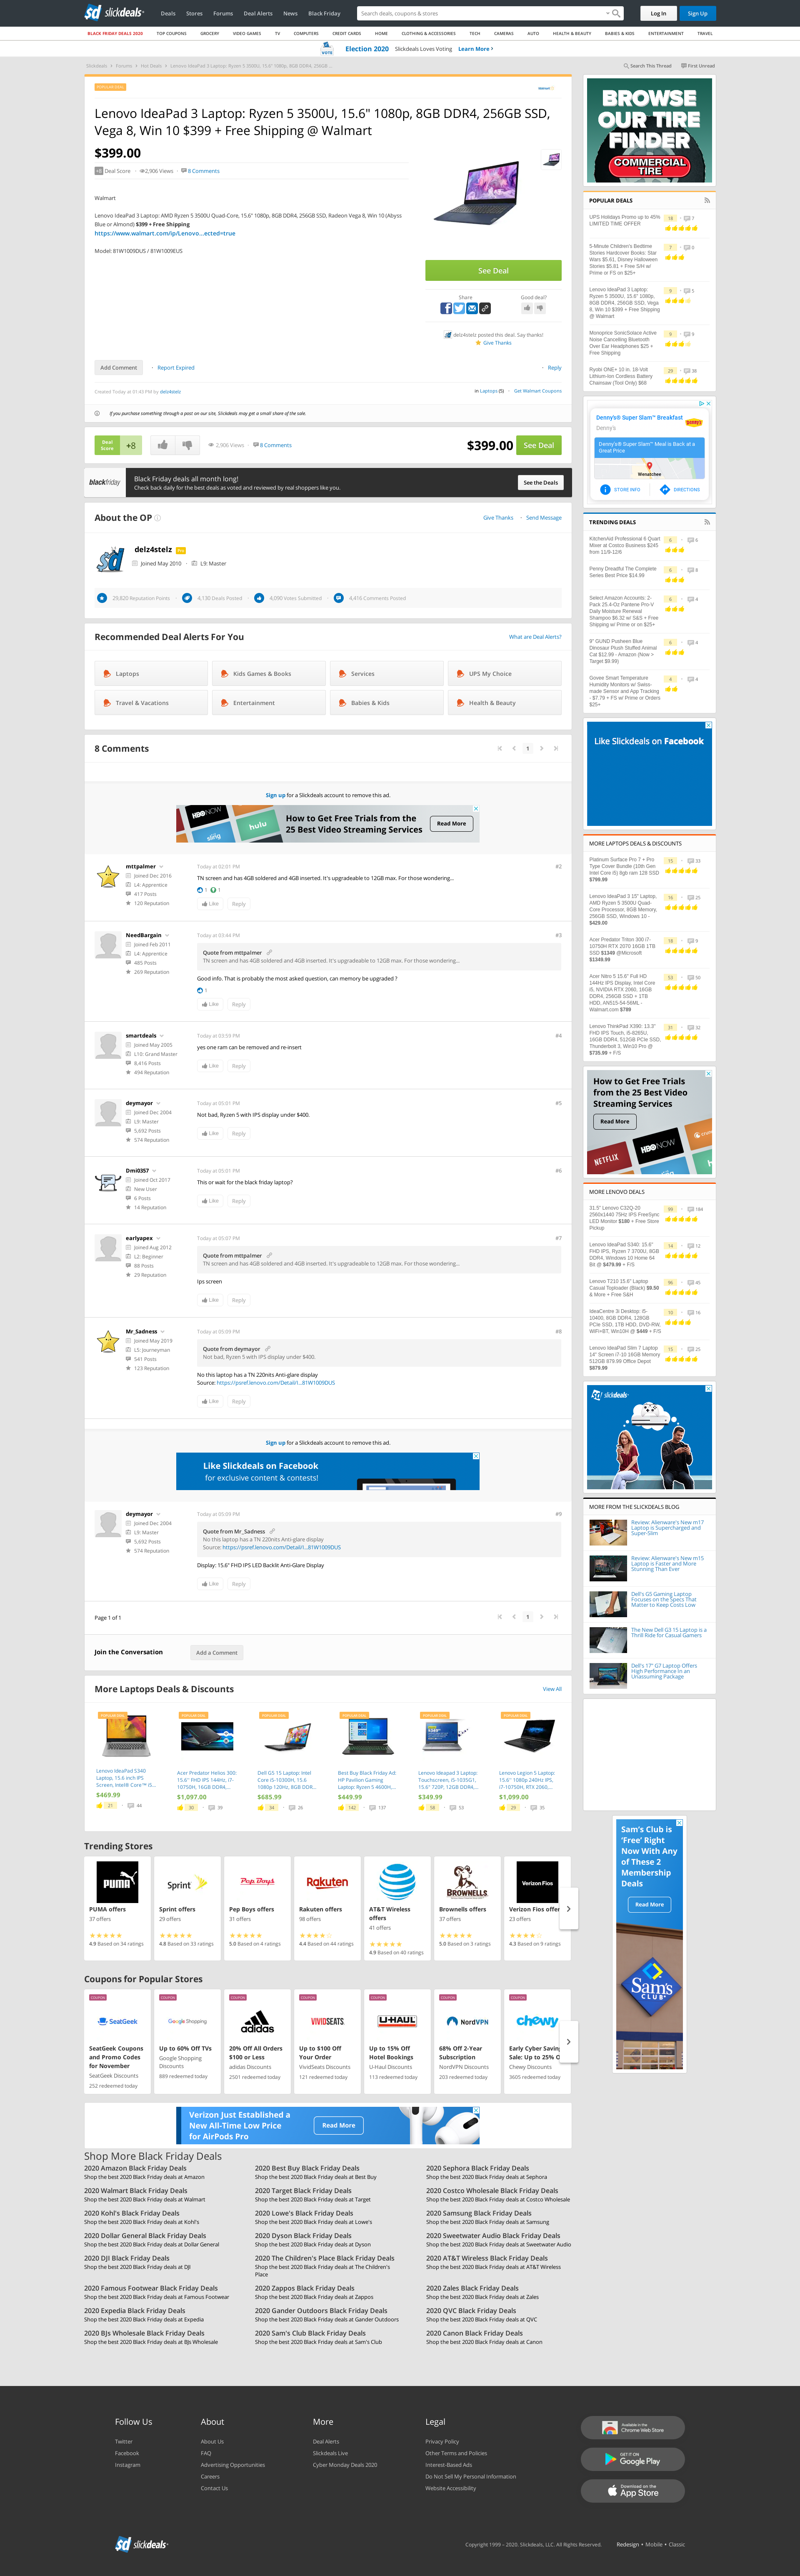 slickdeals
Deals Stores Forums Deal Alerts News Black Friday
Search deals, coupons & stores
Log In Sign Up
BLACK FRIDAY DEALS 2020 TOP COUPONS GROCERY VIDEO GAMES TV COMPUTERS CREDIT CARDS HOME CLOTHING & ACCESSORIES TECH CAMERAS AUTO HEALTH & BEAUTY BABIES & KIDS ENTERTAINMENT TRAVEL
VOTE Election 2020 Slickdeals Loves Voting Learn More
Slickdeals Forums Hot Deals Lenovo IdeaPad 3 Laptop: Ryzen 5 3500U, 15.6" 1080p, 8GB DDR4, 256GB ...
Search This Thread First Unread
POPULAR DEAL
Walmart
Lenovo IdeaPad 3 Laptop: Ryzen 5 3500U, 15.6" 1080p, 8GB DDR4, 256GB SSD,
Vega 8, Win 10 $399 + Free Shipping @ Walmart
$399.00
+8 Deal Score 2,906 Views 8 Comments
Walmart
Lenovo IdeaPad 3 Laptop: AMD Ryzen 5 3500U Quad-Core, 15.6" 1080p, 8GB DDR4, 256GB SSD, Radeon Vega 8, Win 10 (Abyss
Blue or Almond) $399 + Free Shipping
https://www.walmart.com/ip/Lenovo...ected=true
Model: 81W1009DUS / 81W1009EUS
See Deal
Share Good deal?
delz4stelz posted this deal. Say thanks!
Give Thanks
Add Comment Report Expired Reply
Created Today at 01:43 PM by delz4stelz
in Laptops (5) Get Walmart Coupons
If you purchase something through a post on our site, Slickdeals may get a small share of the sale.
Deal
Score +8
2,906 Views 8 Comments
$399.00 See Deal
blackfriday
Black Friday deals all month long!
Check back daily for the best deals as voted and reviewed by real shoppers like you.
See the Deals
About the OP
Give Thanks Send Message
delz4stelz Pro
Joined May 2010 L9: Master
29,820 Reputation Points 4,130 Deals Posted 4,090 Votes Submitted 4,416 Comments Posted
Recommended Deal Alerts For You
What are Deal Alerts?
Laptops Kids Games & Books Services UPS My Choice
Travel & Vacations Entertainment Babies & Kids Health & Beauty
8 Comments
1
Sign up for a Slickdeals account to remove this ad.
How to Get Free Trials from the
25 Best Video Streaming Services
Read More
mttpalmer
Joined Dec 2016
L4: Apprentice
417 Posts
120 Reputation
Today at 02:01 PM #2
TN screen and has 4GB soldered and 4GB inserted. It's upgradeable to 12GB max. For those wondering...
1 1
Like Reply
NeedBargain
Joined Feb 2011
L4: Apprentice
485 Posts
269 Reputation
Today at 03:44 PM #3
Quote from mttpalmer
TN screen and has 4GB soldered and 4GB inserted. It's upgradeable to 12GB max. For those wondering...
Good info. That is probably the most asked question, can memory be upgraded ?
1
Like Reply
smartdeals
Joined May 2005
L10: Grand Master
8,416 Posts
494 Reputation
Today at 03:59 PM #4
yes one ram can be removed and re-insert
Like Reply
deymayor
Joined Dec 2004
L9: Master
5,692 Posts
574 Reputation
Today at 05:01 PM #5
Not bad, Ryzen 5 with IPS display under $400.
Like Reply
Dmi0357
Joined Oct 2017
New User
6 Posts
14 Reputation
Today at 05:01 PM #6
This or wait for the black friday laptop?
Like Reply
earlyapex
Joined Aug 2012
L2: Beginner
88 Posts
29 Reputation
Today at 05:07 PM #7
Quote from mttpalmer
TN screen and has 4GB soldered and 4GB inserted. It's upgradeable to 12GB max. For those wondering...
Ips screen
Like Reply
Mr_Sadness
Joined May 2019
L5: Journeyman
541 Posts
123 Reputation
Today at 05:09 PM #8
Quote from deymayor
Not bad, Ryzen 5 with IPS display under $400.
No this laptop has a TN 220nits Anti-glare display
Source: https://psref.lenovo.com/Detail/I...81W1009DUS
Like Reply
Sign up for a Slickdeals account to remove this ad.
Like Slickdeals on Facebook
for exclusive content & contests!
deymayor
Joined Dec 2004
L9: Master
5,692 Posts
574 Reputation
Today at 05:09 PM #9
Quote from Mr_Sadness
No this laptop has a TN 220nits Anti-glare display
Source: https://psref.lenovo.com/Detail/I...81W1009DUS
Display: 15.6" FHD IPS LED Backlit Anti-Glare Display
Like Reply
Page 1 of 1
1
Join the Conversation Add a Comment
More Laptops Deals & Discounts
View All
Lenovo IdeaPad S340
Laptop, 15.6 inch IPS
Screen, Intel® Core™ i5...
$469.99
21 44
Acer Predator Helios 300
15.6" FHD IPS 144Hz, i7-
10750H, 16GB DDR4,...
$1,097.00
30 39
Dell G5 15 Laptop: Intel
Core i5-10300H, 15.6
1080p 120Hz, 8GB DDR...
$685.99
34 26
Best Buy Black Friday Ad:
HP Pavilion Gaming
Laptop: Ryzen 5 4600H,...
$449.99
142 137
Lenovo Ideapad 3 Laptop:
Touchscreen, i5-1035G1,
15.6" 720P, 12GB DDR4,...
$349.99
58 53
Lenovo Legion 5 Laptop:
15.6" 1080p 240Hz IPS,
i7-10750H, RTX 2060...
$1,099.00
29 35
Trending Stores
PUMA offers
37 offers
4.9 Based on 34 ratings
Sprint offers
29 offers
4.8 Based on 33 ratings
Pep Boys offers
31 offers
5.0 Based on 4 ratings
Rakuten offers
98 offers
4.4 Based on 44 ratings
AT&T Wireless
offers
41 offers
4.9 Based on 40 ratings
Brownells offers
37 offers
5.0 Based on 3 ratings
Verizon Fios offer
23 offers
4.3 Based on 9 ratings
Coupons for Popular Stores
SeatGeek Coupons
and Promo Codes
for November
SeatGeek Discounts
252 redeemed today
Up to 60% Off TVs
Google Shopping
Discounts
889 redeemed today
20% Off All Orders
$100 or Less
adidas Discounts
2501 redeemed today
Up to $100 Off
Your Order
VividSeats Discounts
121 redeemed today
Up to 15% Off
Hotel Bookings
U-Haul Discounts
113 redeemed today
68% Off 2-Year
Subscription
NordVPN Discounts
203 redeemed today
Early Cyber Saving
Sale: Up to 25% O
Chewy Discounts
3605 redeemed today
Verizon Just Established a
New All-Time Low Price
for AirPods Pro
Read More
Shop More Black Friday Deals
2020 Amazon Black Friday Deals
Shop the best 2020 Black Friday deals at Amazon
2020 Best Buy Black Friday Deals
Shop the best 2020 Black Friday deals at Best Buy
2020 Sephora Black Friday Deals
Shop the best 2020 Black Friday deals at Sephora
2020 Walmart Black Friday Deals
Shop the best 2020 Black Friday deals at Walmart
2020 Target Black Friday Deals
Shop the best 2020 Black Friday deals at Target
2020 Costco Wholesale Black Friday Deals
Shop the best 2020 Black Friday deals at Costco Wholesale
2020 Kohl's Black Friday Deals
Shop the best 2020 Black Friday deals at Kohl's
2020 Lowe's Black Friday Deals
Shop the best 2020 Black Friday deals at Lowe's
2020 Samsung Black Friday Deals
Shop the best 2020 Black Friday deals at Samsung
2020 Dollar General Black Friday Deals
Shop the best 2020 Black Friday deals at Dollar General
2020 Dyson Black Friday Deals
Shop the best 2020 Black Friday deals at Dyson
2020 Sweetwater Audio Black Friday Deals
Shop the best 2020 Black Friday deals at Sweetwater Audio
2020 DJI Black Friday Deals
Shop the best 2020 Black Friday deals at DJI
2020 The Children's Place Black Friday Deals
Shop the best 2020 Black Friday deals at The Children's
Place
2020 AT&T Wireless Black Friday Deals
Shop the best 2020 Black Friday deals at AT&T Wireless
2020 Famous Footwear Black Friday Deals
Shop the best 2020 Black Friday deals at Famous Footwear
2020 Zappos Black Friday Deals
Shop the best 2020 Black Friday deals at Zappos
2020 Zales Black Friday Deals
Shop the best 2020 Black Friday deals at Zales
2020 Expedia Black Friday Deals
Shop the best 2020 Black Friday deals at Expedia
2020 Gander Outdoors Black Friday Deals
Shop the best 2020 Black Friday deals at Gander Outdoors
2020 QVC Black Friday Deals
Shop the best 2020 Black Friday deals at QVC
2020 BJs Wholesale Black Friday Deals
Shop the best 2020 Black Friday deals at BJs Wholesale
2020 Sam's Club Black Friday Deals
Shop the best 2020 Black Friday deals at Sam's Club
2020 Canon Black Friday Deals
Shop the best 2020 Black Friday deals at Canon
BROWSE
OUR TIRE
FINDER
COMMERCIAL
TIRE
POPULAR DEALS
UPS Holidays Promo up to 45%
LIMITED TIME OFFER
5-Minute Children's Bedtime
Stories Hardcover Books: Star
Wars $5.61, Disney Halloween
Stories $5.61 + Free S/H w/
Prime or FS on $25+
Lenovo IdeaPad 3 Laptop:
Ryzen 5 3500U, 15.6" 1080p,
8GB DDR4, 256GB SSD, Vega
8, Win 10 $399 + Free Shipping
@ Walmart
Monoprice SonicSolace Active
Noise Cancelling Bluetooth
Over Ear Headphones $25 +
Free Shipping
Ryobi ONE+ 10 in. 18-Volt
Lithium-Ion Cordless Battery
Chainsaw (Tool Only) $68
Denny's® Super Slam™ Breakfast
Denny's
Denny's® Super Slam™ Meal is Back at a
Great Price
Wenatchee
STORE INFO DIRECTIONS
TRENDING DEALS
KitchenAid Professional 6 Quart
Mixer at Costco Business $245
from 11/9-12/6
Penny Dreadful The Complete
Series Best Price $14.99
Select Amazon Accounts: 2-
Pack 25.4-Oz Pantene Pro-V
Daily Moisture Renewal
Shampoo $6.32 w/ S&S + Free
Shipping w/ Prime or on $25+
9" GUND Pusheen Blue
Dinosaur Plush Stuffed Animal
Cat $12.99 - Amazon (Now >
Target $9.99)
Govee Smart Temperature
Humidity Monitors w/ Swiss-
made Sensor and App Tracking
- $7.79 + FS w/ Prime or Orders
$25+
Like Slickdeals on Facebook
MORE LAPTOPS DEALS & DISCOUNTS
Platinum Surface Pro 7 + Pro
Type Cover Bundle (10th Gen
Intel Core i5) 8gb ram 128 SSD
$799.99
Lenovo IdeaPad 3 15" Laptop,
AMD Ryzen 5 3500U Quad-
Core Processor, 8GB Memory,
256GB SSD, Windows 10 -
$429.00
Acer Predator Triton 300 i7-
10750H RTX 2070 16GB 1TB
SSD $1349 @Microsoft
$1349.99
Acer Nitro 5 15.6" Full HD
144Hz IPS Display, Intel Core
i5, NVIDIA RTX 2060, 16GB
DDR4, 256GB SSD + 1TB
HDD, AN515-54-56ML -
Walmart.com $789
Lenovo ThinkPad X390: 13.3"
FHD IPS Touch, i5-8265U,
16GB DDR4, 512GB PCIe SSD,
Thunderbolt 3, Win10 Pro @
$735.99 + F/S
How to Get Free Trials
from the 25 Best Video
Streaming Services
Read More
NETFLIX HBO NOW hulu
MORE LENOVO DEALS
31.5" Lenovo C32Q-20
2560x1440 75Hz IPS FreeSync
LED Monitor $180 + Free Store
Pickup
Lenovo IdeaPad S340: 15.6"
FHD IPS, Ryzen 7 3700U, 8GB
DDR4, Windows 10 Home 64
Bit @ $479.99 + F/S
Lenovo T210 15.6" Laptop
Casual Toploader (Black) $9.50
& More + Free S&H
IdeaCentre 3i Desktop: i5-
10400, 8GB DDR4, 128GB
PCIe SSD, 1TB HDD, DVD-RW,
WIFI+BT, Win10H @ $449 + F/S
Lenovo IdeaPad Slim 7 Laptop
14" Screen i7-10 16GB Memory
512GB 879.99 Office Depot
$879.99
slickdeals
MORE FROM THE SLICKDEALS BLOG
Review: Alienware's New m17
Laptop is Supercharged and
Super-Slim
Review: Alienware's New m15
Laptop is Faster and More
Stunning Than Ever
Dell's G5 Gaming Laptop
Focuses on the Specs That
Matter to Keep Costs Low
The New Dell G3 15 Laptop is a
Thrill Ride for Casual Gamers
Dell's 17" G7 Laptop Offers
High Performance In an
Unassuming Package
Sam's Club is
'Free' Right
Now With Any
of These 2
Membership
Deals
Read More
Sam's CLUB
Follow Us
Twitter
Facebook
Instagram
About
About Us
FAQ
Advertising Opportunities
Careers
Contact Us
More
Deal Alerts
Slickdeals Live
Cyber Monday Deals 2020
Legal
Privacy Policy
Other Terms and Policies
Interest-Based Ads
Do Not Sell My Personal Information
Website Accessibility
Available in the
Chrome Web Store
GET IT ON
Google Play
Download on the
App Store
slickdeals
Copyright 1999 - 2020. Slickdeals, LLC. All Rights Reserved. Redesign • Mobile • Classic